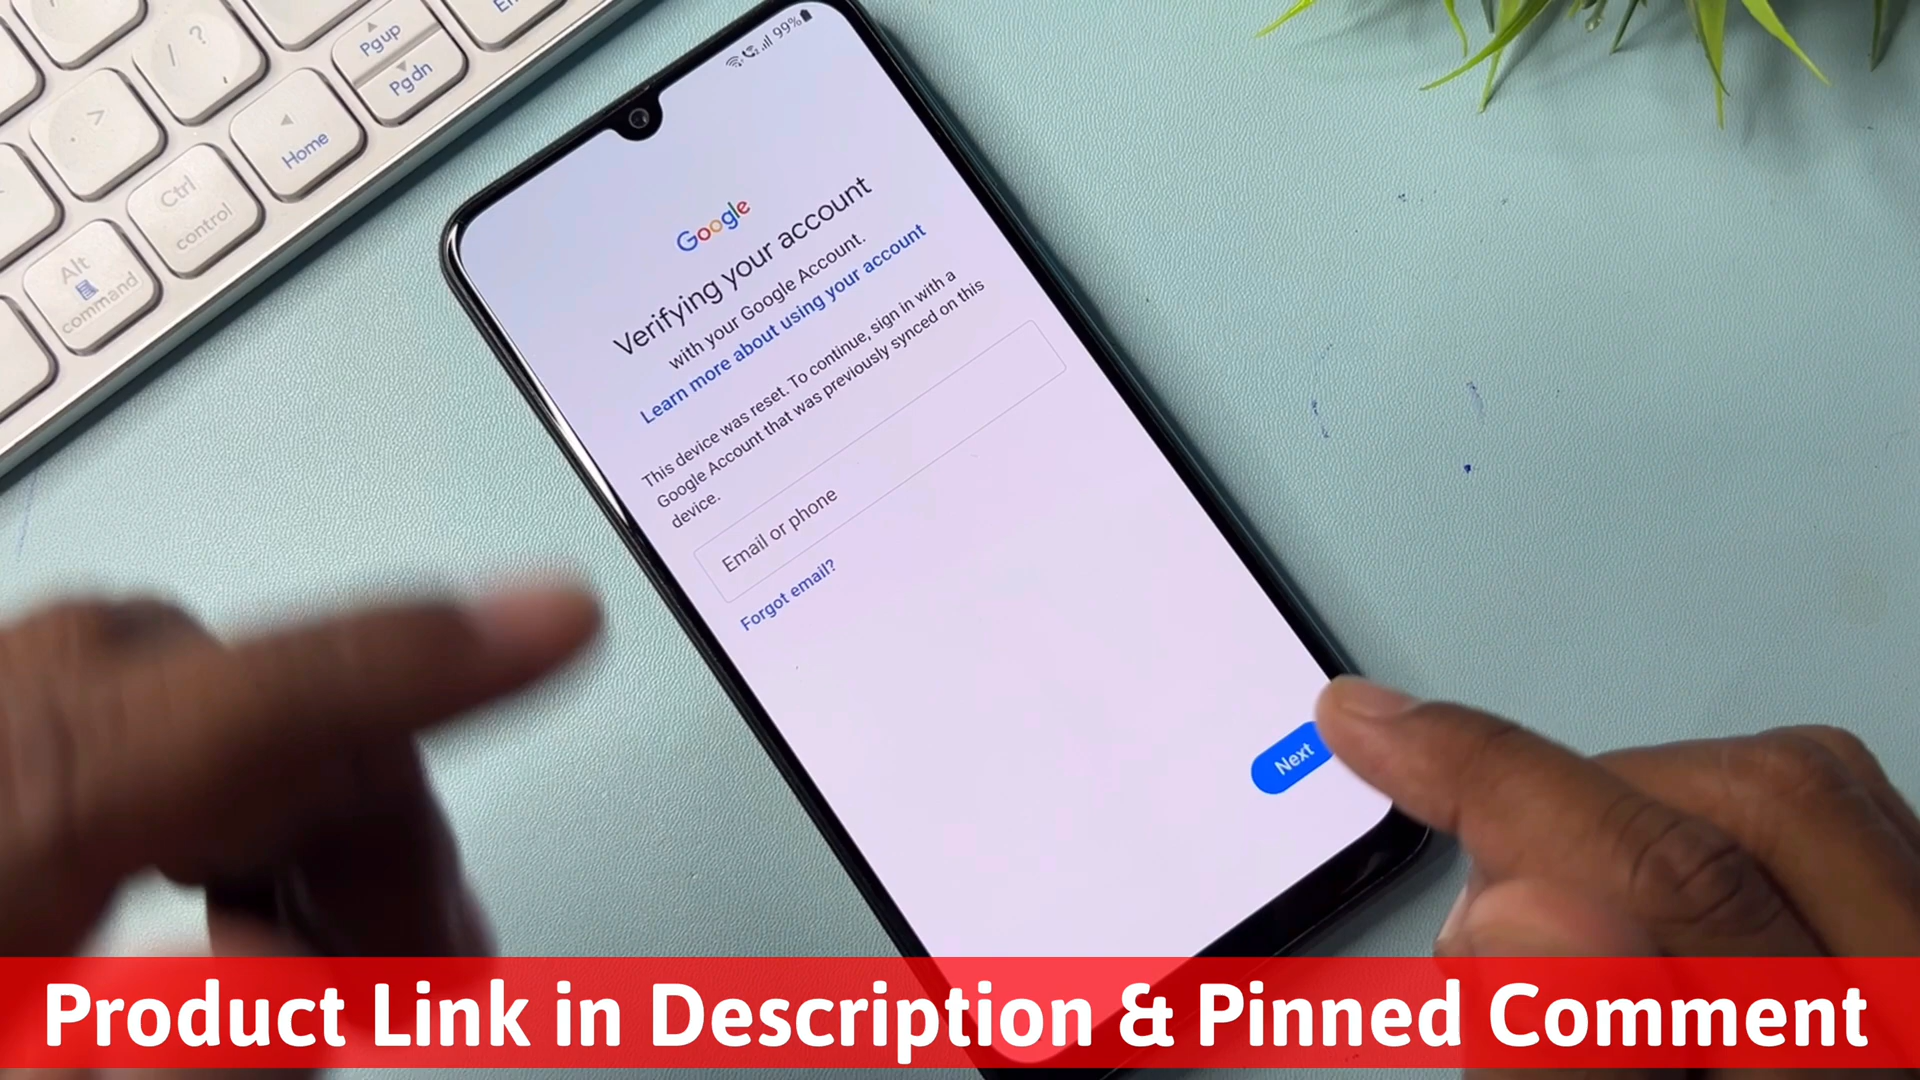 / ?
Pg up
Pg dn
>
.
Home
Ctrl
control
Alt
command
99%
Google
Verifying your account
with your Google Account.
Learn more about using your account
This device was reset. To continue, sign in with a
Google Account that was previously synced on this
device.
Email or phone
Forgot email?
Next
Product Link in Description & Pinned Comment